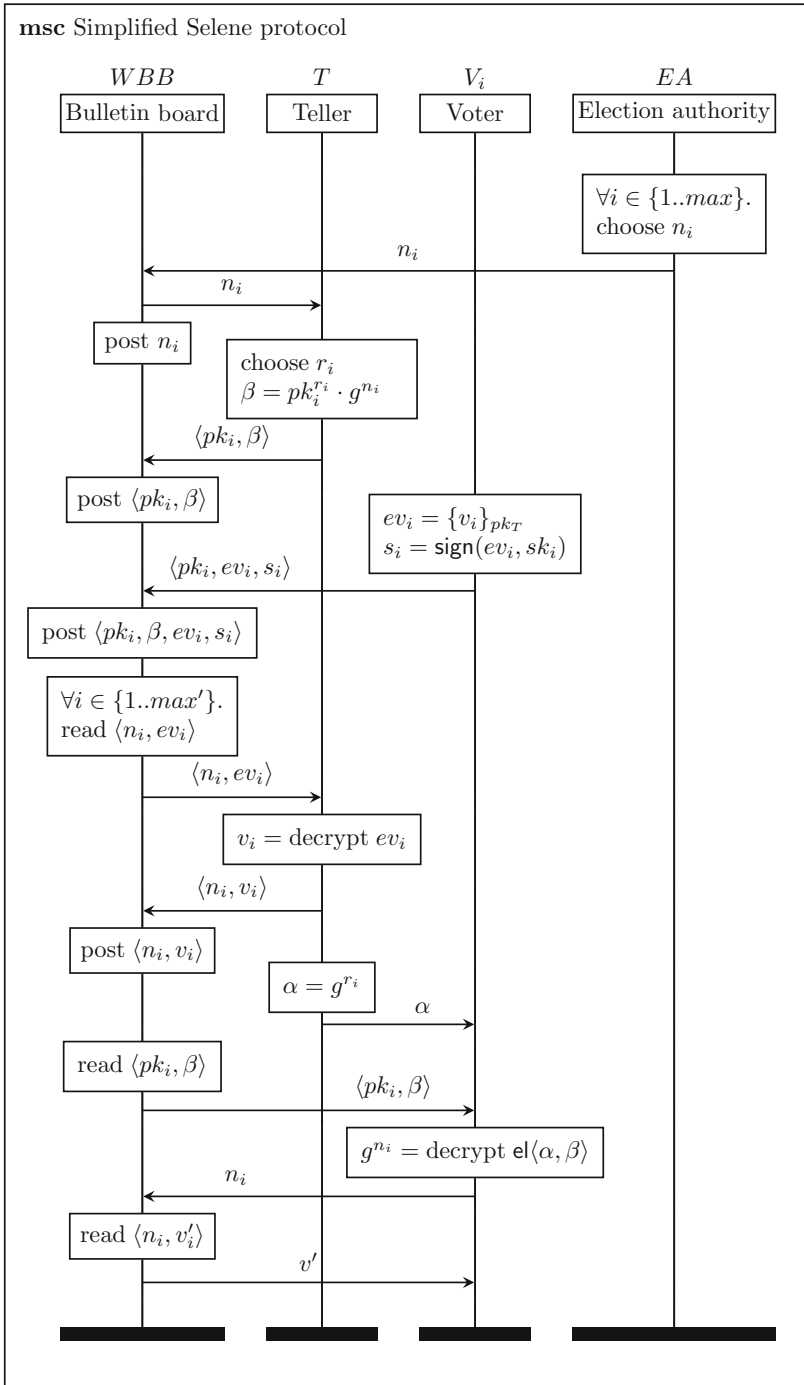 msc Simplified Selene protocol
WBB T V_i EA
Bulletin board Teller Voter Election authority
∀i ∈ {1..max}.
choose n_i
n_i
n_i
post n_i
choose r_i
β = pk_i^{r_i} · g^{n_i}
⟨pk_i, β⟩
post ⟨pk_i, β⟩
ev_i = {v_i}_{pk_T}
s_i = sign(ev_i, sk_i)
⟨pk_i, ev_i, s_i⟩
post ⟨pk_i, β, ev_i, s_i⟩
∀i ∈ {1..max′}.
read ⟨n_i, ev_i⟩
⟨n_i, ev_i⟩
v_i = decrypt ev_i
⟨n_i, v_i⟩
post ⟨n_i, v_i⟩
α = g^{r_i}
α
read ⟨pk_i, β⟩
⟨pk_i, β⟩
g^{n_i} = decrypt el⟨α, β⟩
n_i
read ⟨n_i, v′_i⟩
v′